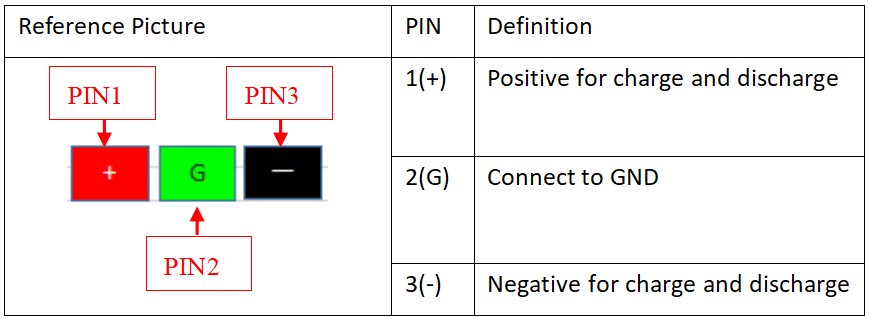 Reference Picture
PIN
Definition
PIN1
PIN3
+
G
—
PIN2
1(+)
Positive for charge and discharge
2(G)
Connect to GND
3(-)
Negative for charge and discharge